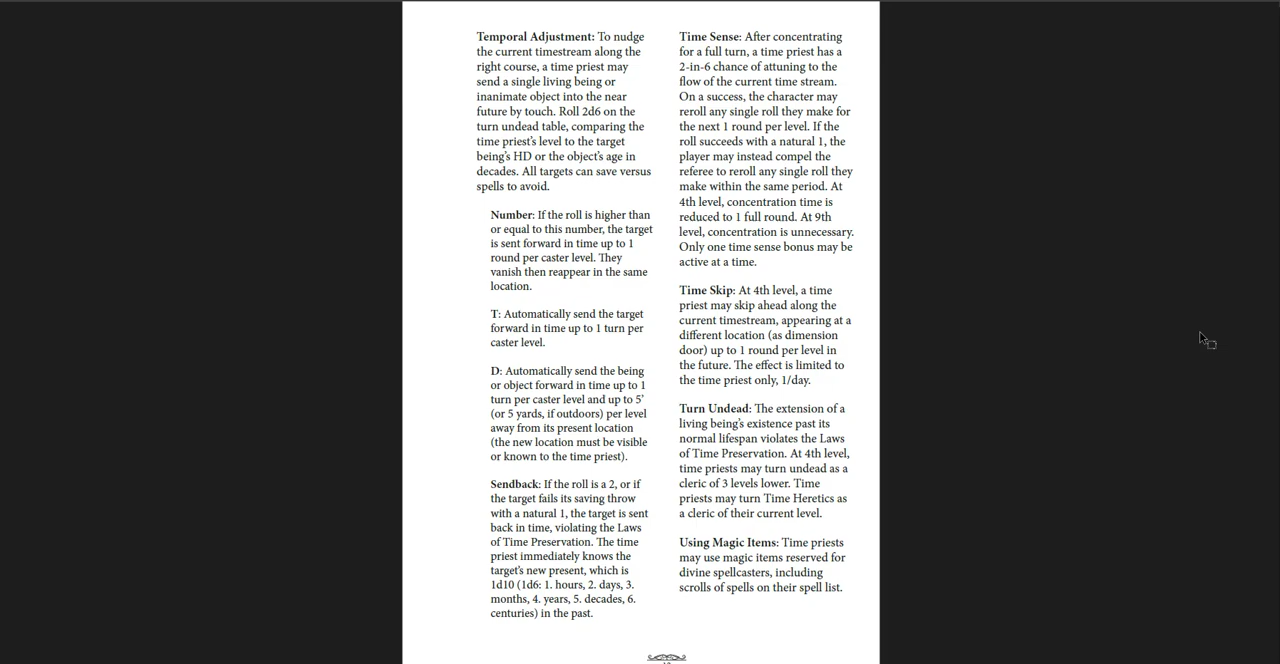 Temporal Adjustment: To nudge
the current timestream along the
right course, a time priest may
send a single living being or
inanimate object into the near
future by touch. Roll 2d6 on the
turn undead table, comparing the
time priest's level to the target
being's HD or the object's age in
decades. All targets can save versus
spells to avoid.
Number: If the roll is higher than
or equal to this number, the target
is sent forward in time up to 1
round per caster level. They
vanish then reappear in the same
location.
T: Automatically send the target
forward in time up to 1 turn per
caster level.
D: Automatically send the being
or object forward in time up to 1
turn per caster level and up to 5'
(or 5 yards, if outdoors) per level
away from its present location
(the new location must be visible
or known to the time priest).
Sendback: If the roll is a 2, or if
the target fails its saving throw
with a natural 1, the target is sent
back in time, violating the Laws
of Time Preservation. The time
priest immediately knows the
target's new present, which is
1d10 (1d6: 1. hours, 2. days, 3.
months, 4. years, 5. decades, 6.
centuries) in the past.
Time Sense: After concentrating
for a full turn, a time priest has a
2-in-6 chance of attuning to the
flow of the current time stream.
On a success, the character may
reroll any single roll they make for
the next 1 round per level. If the
roll succeeds with a natural 1, the
player may instead compel the
referee to reroll any single roll they
make within the same period. At
4th level, concentration time is
reduced to 1 full round. At 9th
level, concentration is unnecessary.
Only one time sense bonus may be
active at a time.
Time Skip: At 4th level, a time
priest may skip ahead along the
current timestream, appearing at a
different location (as dimension
door) up to 1 round per level in
the future. The effect is limited to
the time priest only, 1/day.
Turn Undead: The extension of a
living being's existence past its
normal lifespan violates the Laws
of Time Preservation. At 4th level,
time priests may turn undead as a
cleric of 3 levels lower. Time
priests may turn Time Heretics as
a cleric of their current level.
Using Magic Items: Time priests
may use magic items reserved for
divine spellcasters, including
scrolls of spells on their spell list.